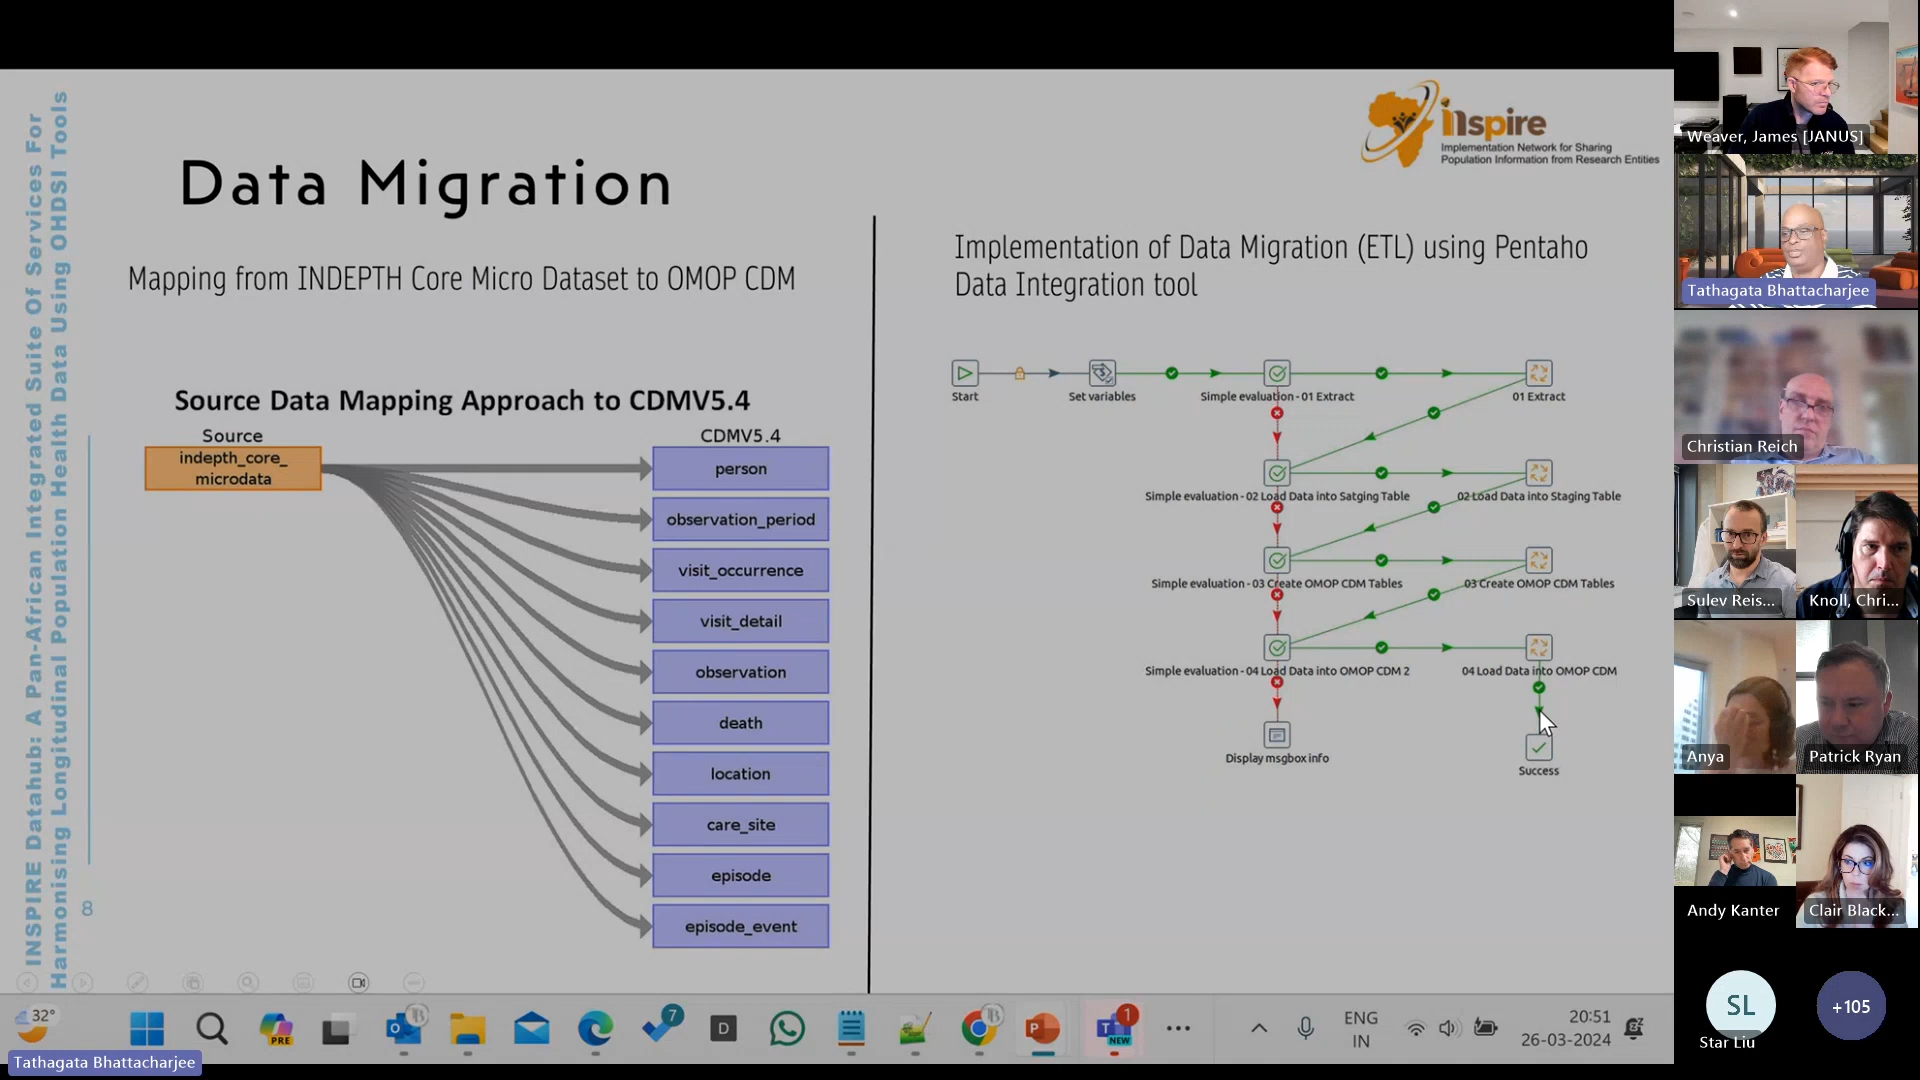 INSPIRE Datahub: A Pan-African Integrated Suite Of Services For
Harmonising Longitudinal Population Health Data Using OHDSI Tools
8
Data Migration
Mapping from INDEPTH Core Micro Dataset to OMOP CDM
Source Data Mapping Approach to CDMV5.4
Source
CDMV5.4
indepth_core_
microdata
person
observation_period
visit_occurrence
visit_detail
observation
death
location
care_site
episode
episode_event
inspire
Implementation Network for Sharing
Population Information from Research Entities
Implementation of Data Migration (ETL) using Pentaho
Data Integration tool
Start
Set variables
Simple evaluation - 01 Extract
01 Extract
Simple evaluation - 02 Load Data into Satging Table
02 Load Data into Staging Table
Simple evaluation - 03 Create OMOP CDM Tables
03 Create OMOP CDM Tables
Simple evaluation - 04 Load Data into OMOP CDM 2
04 Load Data into OMOP CDM
Display msgbox info
Success
32°
PRE
7
D
1
NEW
ENG
IN
20:51
26-03-2024
Tathagata Bhattacharjee
Weaver, James [JANUS]
Tathagata Bhattacharjee
Christian Reich
Sulev Reis...
Knoll, Chri...
Anya
Patrick Ryan
Andy Kanter
Clair Black...
SL
Star Liu
+105